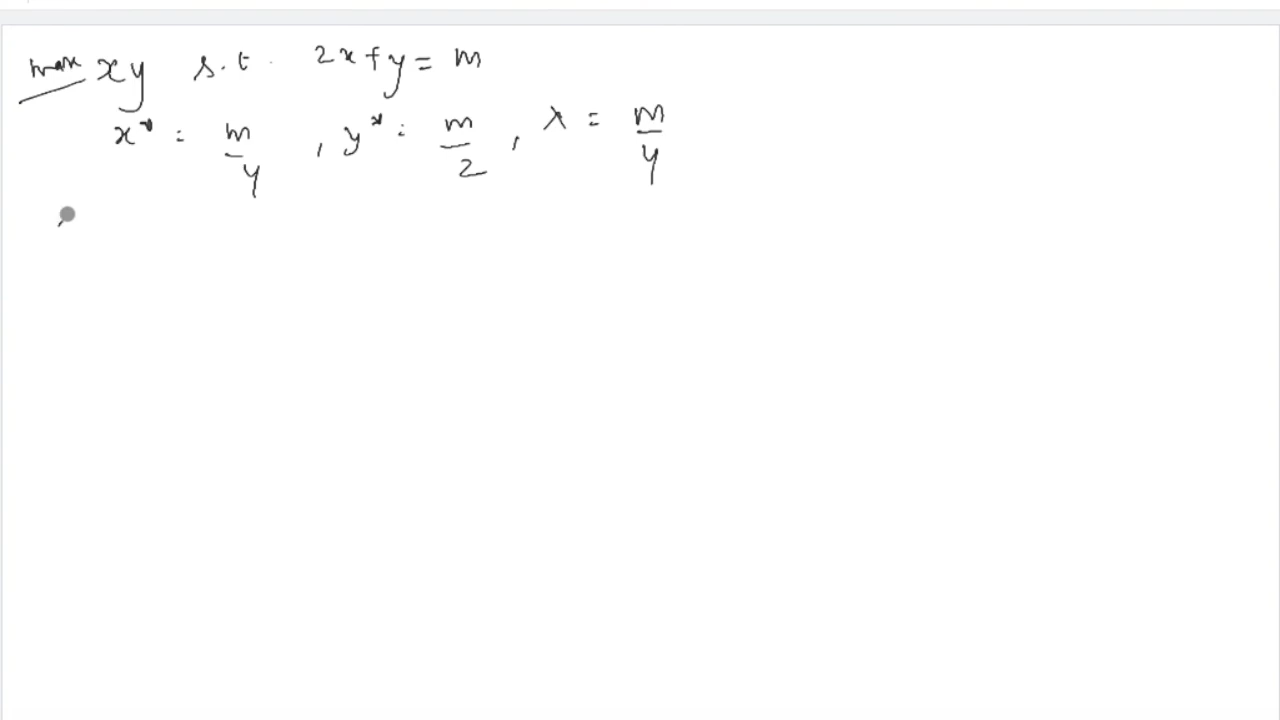 max xy s.t. 2x+y = m
x* = m/4, y* = m/2, λ = m/4